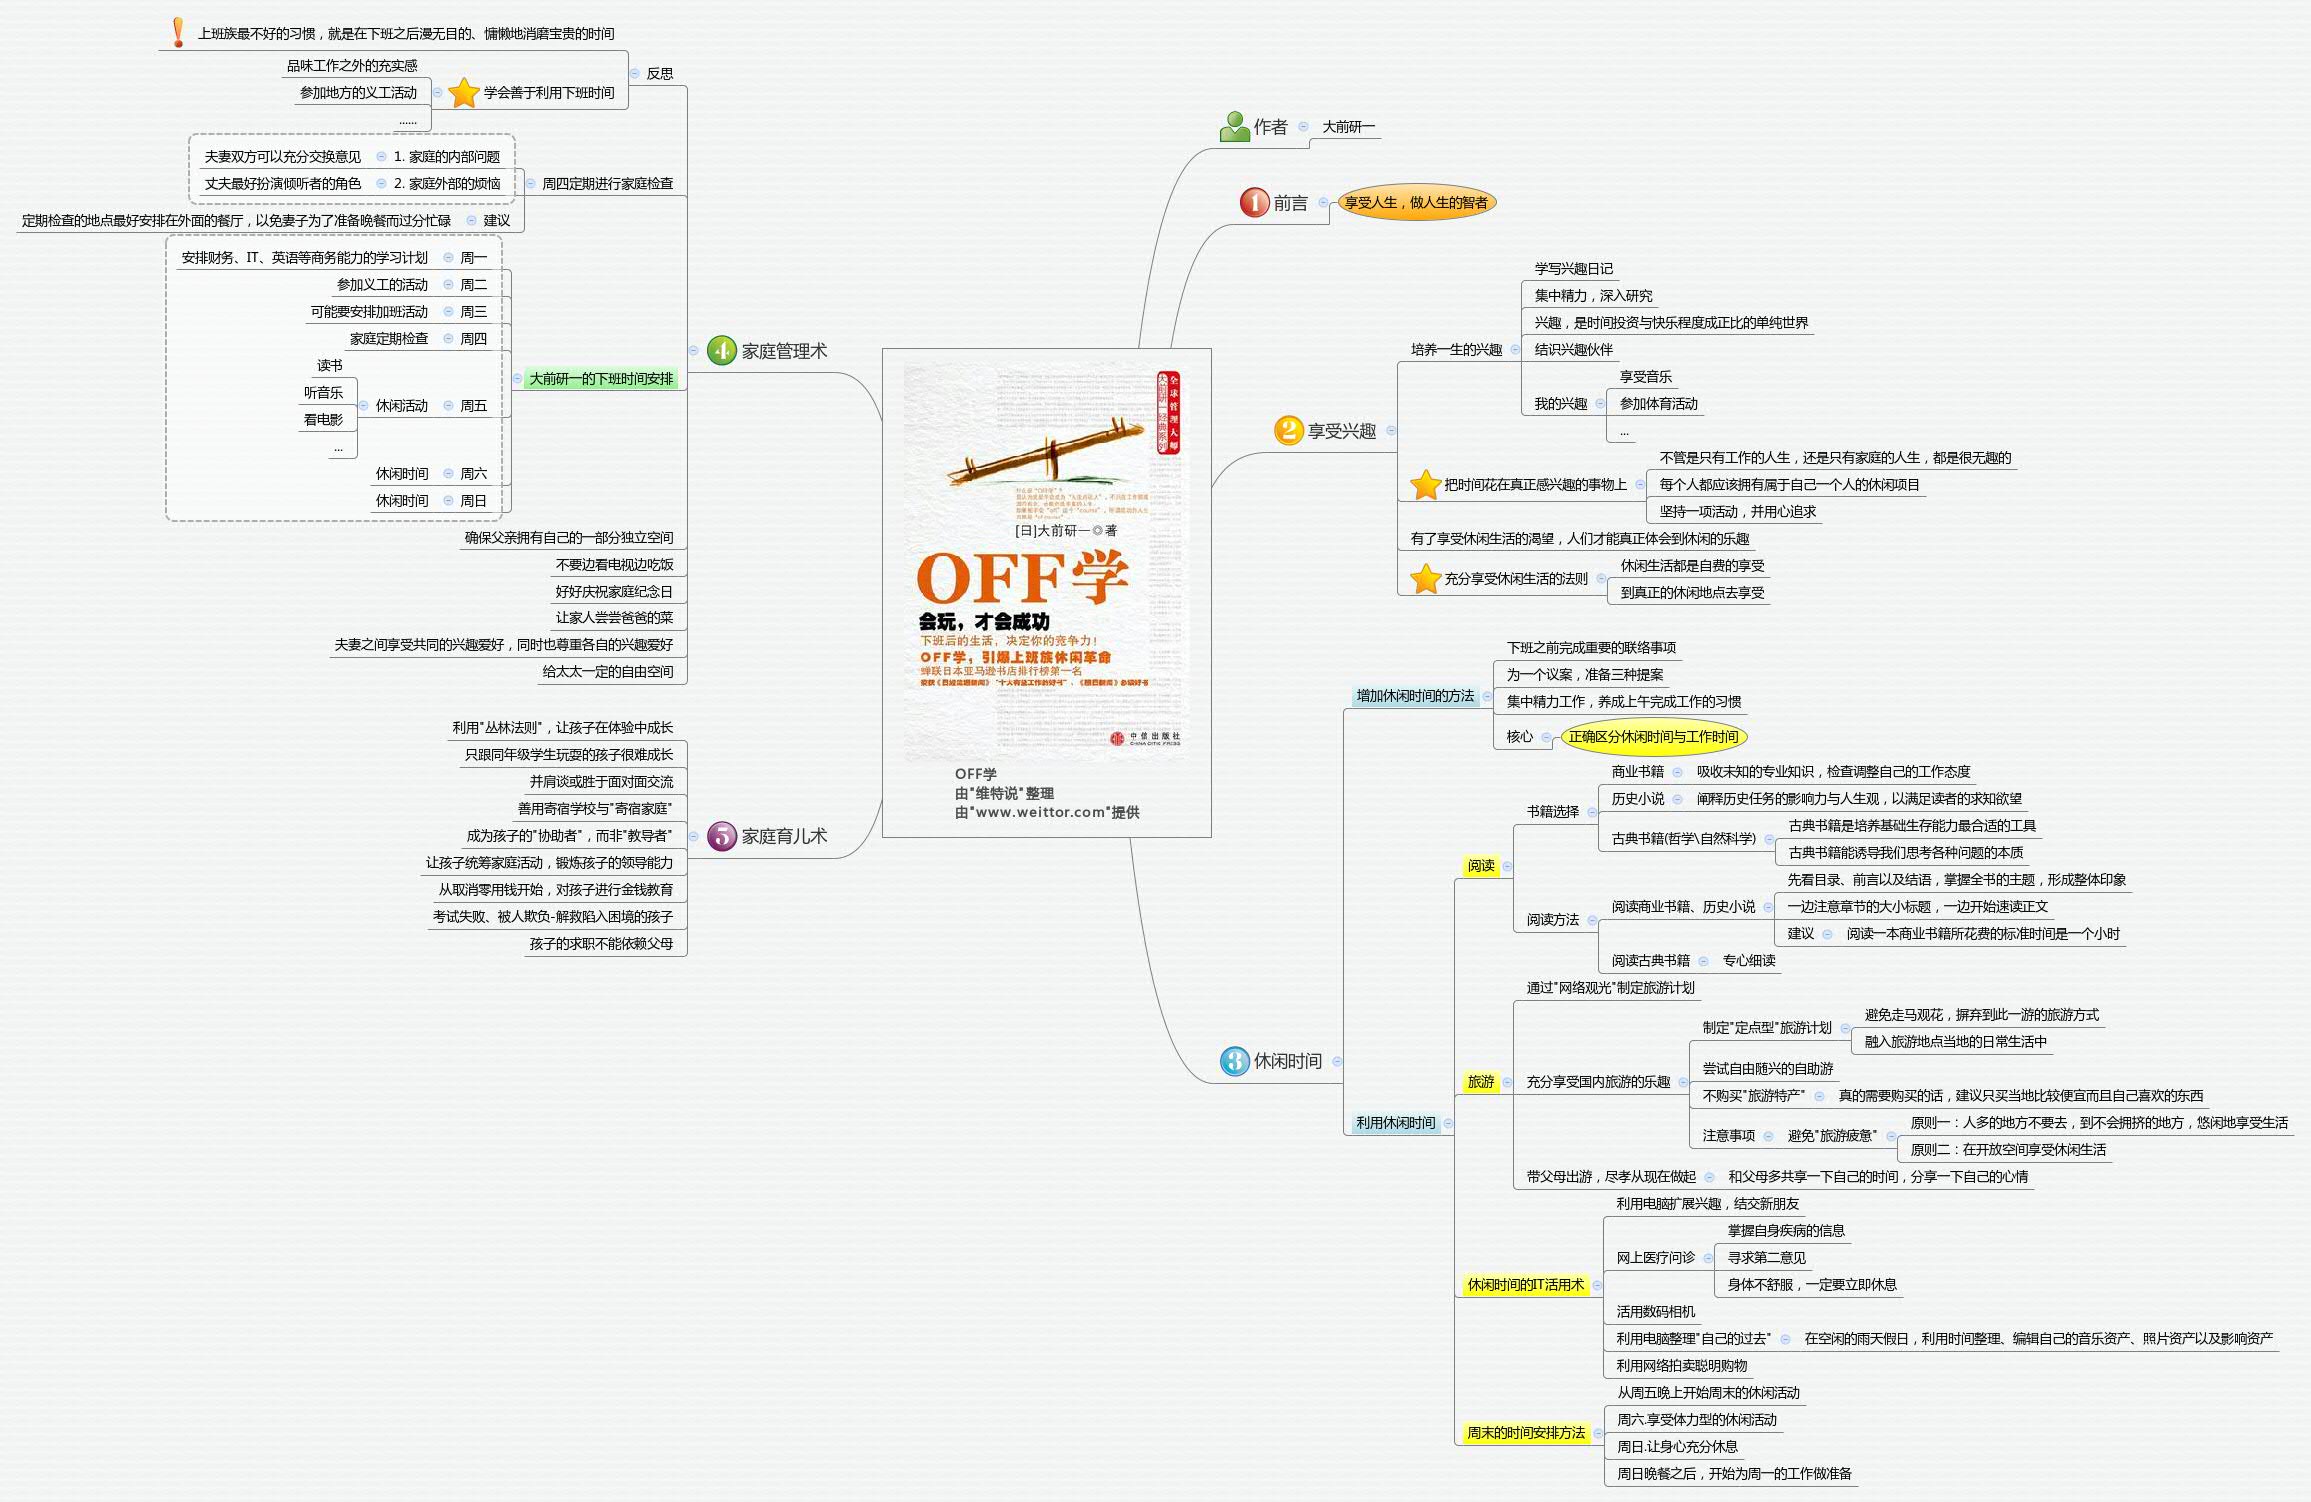 作者
大前研一
1 前言
享受人生，做人生的智者
2 享受兴趣
培养一生的兴趣
学写兴趣日记
集中精力，深入研究
兴趣，是时间投资与快乐程度成正比的单纯世界
结识兴趣伙伴
我的兴趣
享受音乐
参加体育活动
...
把时间花在真正感兴趣的事物上
不管是只有工作的人生，还是只有家庭的人生，都是很无趣的
每个人都应该拥有属于自己一个人的休闲项目
坚持一项活动，并用心追求
有了享受休闲生活的渴望，人们才能真正体会到休闲的乐趣
充分享受休闲生活的法则
休闲生活都是自费的享受
到真正的休闲地点去享受
3 休闲时间
增加休闲时间的方法
下班之前完成重要的联络事项
为一个议案，准备三种提案
集中精力工作，养成上午完成工作的习惯
核心
正确区分休闲时间与工作时间
利用休闲时间
阅读
书籍选择
商业书籍
吸收未知的专业知识，检查调整自己的工作态度
历史小说
阐释历史任务的影响力与人生观，以满足读者的求知欲望
古典书籍(哲学\自然科学)
古典书籍是培养基础生存能力最合适的工具
古典书籍能诱导我们思考各种问题的本质
阅读方法
阅读商业书籍、历史小说
先看目录、前言以及结语，掌握全书的主题，形成整体印象
一边注意章节的大小标题，一边开始速读正文
建议
阅读一本商业书籍所花费的标准时间是一个小时
阅读古典书籍
专心细读
旅游
通过"网络观光"制定旅游计划
充分享受国内旅游的乐趣
制定"定点型"旅游计划
避免走马观花，摒弃到此一游的旅游方式
融入旅游地点当地的日常生活中
尝试自由随兴的自助游
不购买"旅游特产"
真的需要购买的话，建议只买当地比较便宜而且自己喜欢的东西
注意事项
避免"旅游疲惫"
原则一：人多的地方不要去，到不会拥挤的地方，悠闲地享受生活
原则二：在开放空间享受休闲生活
带父母出游，尽孝从现在做起
和父母多共享一下自己的时间，分享一下自己的心情
休闲时间的IT活用术
利用电脑扩展兴趣，结交新朋友
网上医疗问诊
掌握自身疾病的信息
寻求第二意见
身体不舒服，一定要立即休息
活用数码相机
利用电脑整理"自己的过去"
在空闲的雨天假日，利用时间整理、编辑自己的音乐资产、照片资产以及影响资产
利用网络拍卖聪明购物
周末的时间安排方法
从周五晚上开始周末的休闲活动
周六.享受体力型的休闲活动
周日.让身心充分休息
周日晚餐之后，开始为周一的工作做准备
4 家庭管理术
反思
上班族最不好的习惯，就是在下班之后漫无目的、慵懒地消磨宝贵的时间
学会善于利用下班时间
品味工作之外的充实感
参加地方的义工活动
......
周四定期进行家庭检查
1. 家庭的内部问题
夫妻双方可以充分交换意见
2. 家庭外部的烦恼
丈夫最好扮演倾听者的角色
建议
定期检查的地点最好安排在外面的餐厅，以免妻子为了准备晚餐而过分忙碌
大前研一的下班时间安排
周一
安排财务、IT、英语等商务能力的学习计划
周二
参加义工的活动
周三
可能要安排加班活动
周四
家庭定期检查
周五
休闲活动
读书
听音乐
看电影
...
周六
休闲时间
周日
休闲时间
确保父亲拥有自己的一部分独立空间
不要边看电视边吃饭
好好庆祝家庭纪念日
让家人尝尝爸爸的菜
夫妻之间享受共同的兴趣爱好，同时也尊重各自的兴趣爱好
给太太一定的自由空间
5 家庭育儿术
利用"丛林法则"，让孩子在体验中成长
只跟同年级学生玩耍的孩子很难成长
并肩谈或胜于面对面交流
善用寄宿学校与"寄宿家庭"
成为孩子的"协助者"，而非"教导者"
让孩子统筹家庭活动，锻炼孩子的领导能力
从取消零用钱开始，对孩子进行金钱教育
考试失败、被人欺负-解救陷入困境的孩子
孩子的求职不能依赖父母
全球管理大师
大前研一经典系列
[日]大前研一◎著
OFF学
会玩，才会成功
下班后的生活，决定你的竞争力！
OFF学，引爆上班族休闲革命
蝉联日本亚马逊书店排行榜第一名
中信出版社
CHINA CITIC PRESS
OFF学
由"维特说"整理
由"www.weittor.com"提供